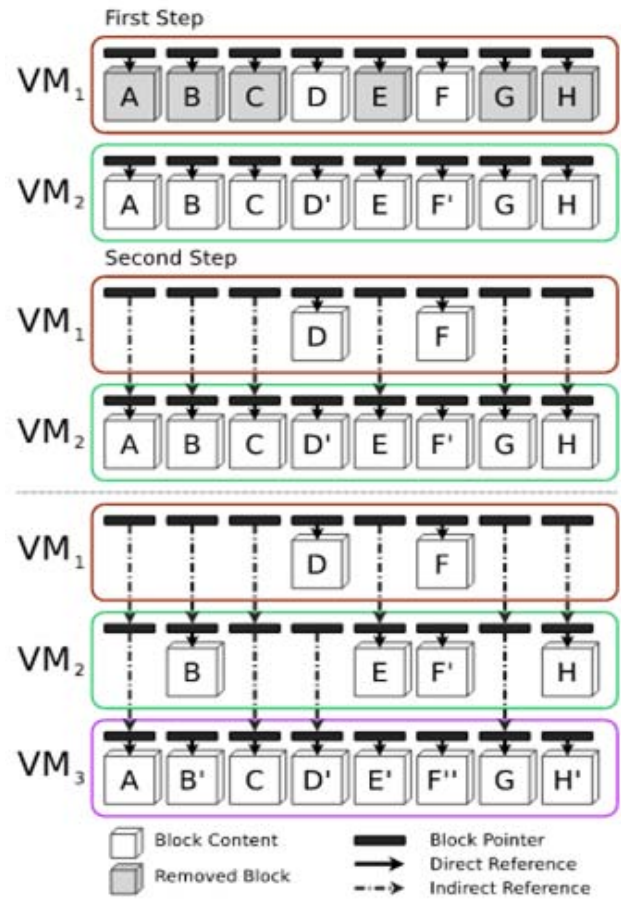 First Step
VM1
A B C D E F G H
VM2
A B C D' E F' G H
Second Step
VM1
D F
VM2
A B C D' E F' G H
VM1
D F
VM2
B E F' H
VM3
A B' C D' E' F'' G H'
Block Content
Block Pointer
Direct Reference
Removed Block
Indirect Reference